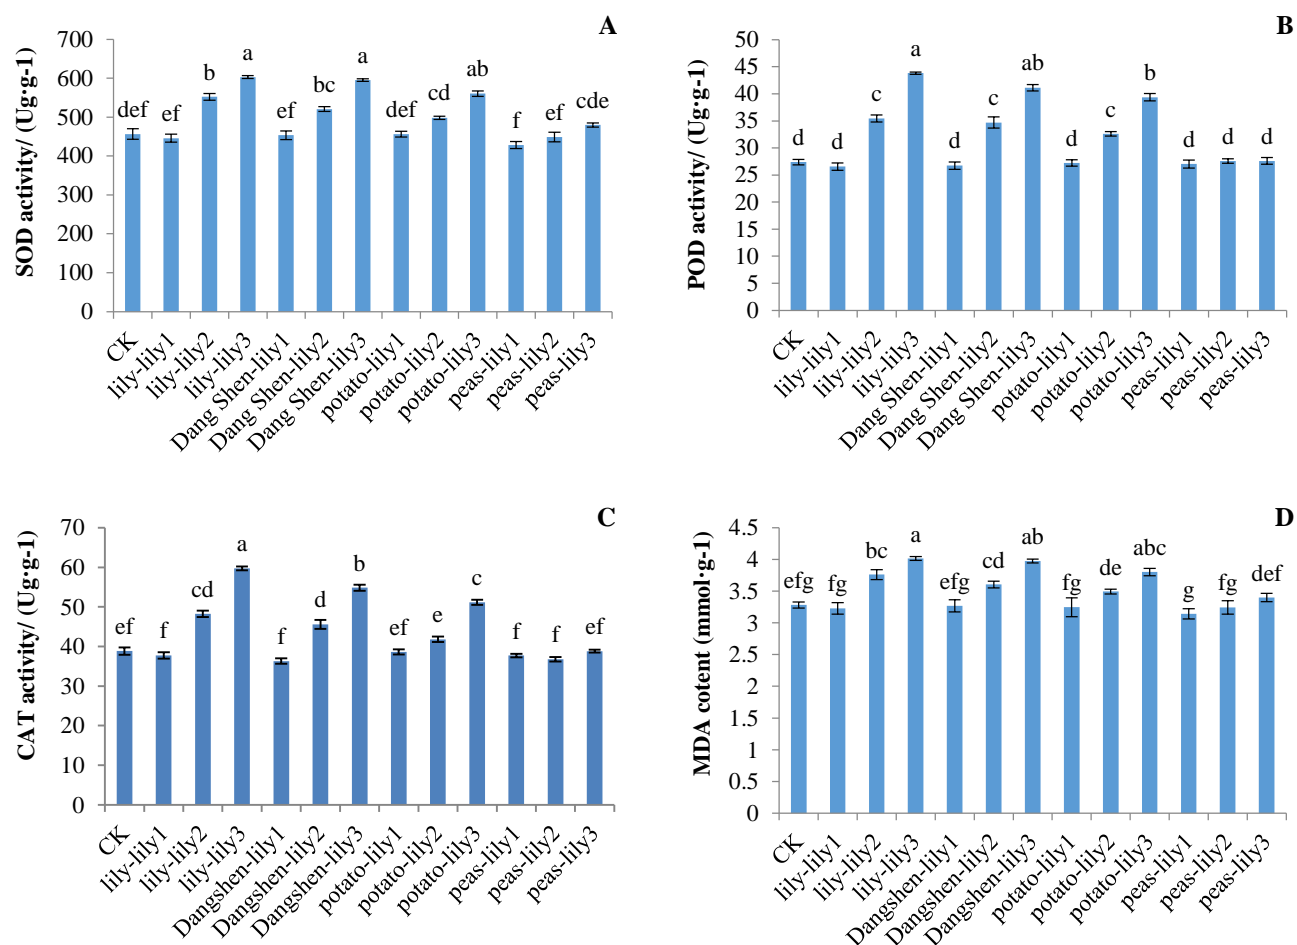 A
SOD activity/ (Ug·g-1)
700
600
500
400
300
200
100
0
def
ef
b
a
ef
bc
a
def
cd
ab
f
ef
cde
CK
lily-lily1
lily-lily2
lily-lily3
Dang Shen-lily1
Dang Shen-lily2
Dang Shen-lily3
potato-lily1
potato-lily2
potato-lily3
peas-lily1
peas-lily2
peas-lily3
B
POD activity/ (Ug·g-1)
50
45
40
35
30
25
20
15
10
5
0
d
d
c
a
d
c
ab
d
c
b
d
d
d
CK
lily-lily1
lily-lily2
lily-lily3
Dang Shen-lily1
Dang Shen-lily2
Dang Shen-lily3
potato-lily1
potato-lily2
potato-lily3
peas-lily1
peas-lily2
peas-lily3
C
CAT activity/ (Ug·g-1)
70
60
50
40
30
20
10
0
ef
f
cd
a
f
d
b
ef
e
c
f
f
ef
CK
lily-lily1
lily-lily2
lily-lily3
Dangshen-lily1
Dangshen-lily2
Dangshen-lily3
potato-lily1
potato-lily2
potato-lily3
peas-lily1
peas-lily2
peas-lily3
D
MDA cotent (mmol·g-1)
4.5
4
3.5
3
2.5
2
1.5
1
0.5
0
efg
fg
bc
a
efg
cd
ab
fg
de
abc
g
fg
def
CK
lily-lily1
lily-lily2
lily-lily3
Dangshen-lily1
Dangshen-lily2
Dangshen-lily3
potato-lily1
potato-lily2
potato-lily3
peas-lily1
peas-lily2
peas-lily3